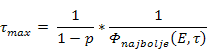 τ_max = 1/(1 − p) * 1/Φ_najbolje(E, τ)